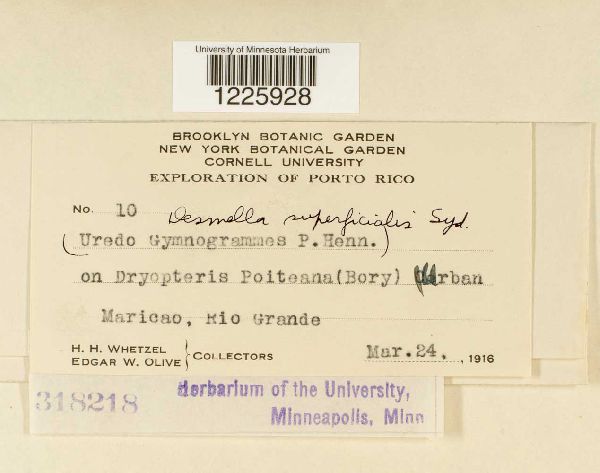 University of Minnesota Herbarium
1225928
BROOKLYN BOTANIC GARDEN
NEW YORK BOTANICAL GARDEN
CORNELL UNIVERSITY
EXPLORATION OF PORTO RICO
No. 10 Desmella superficialis Syd.
(Uredo Gymnogrammes P. Henn.)
on Dryopteris Poiteana(Bory) Urban
Maricao, Rio Grande
H. H. WHETZEL
EDGAR W. OLIVE } COLLECTORS Mar.24, , 1916
318218 Herbarium of the University,
Minneapolis, Minn